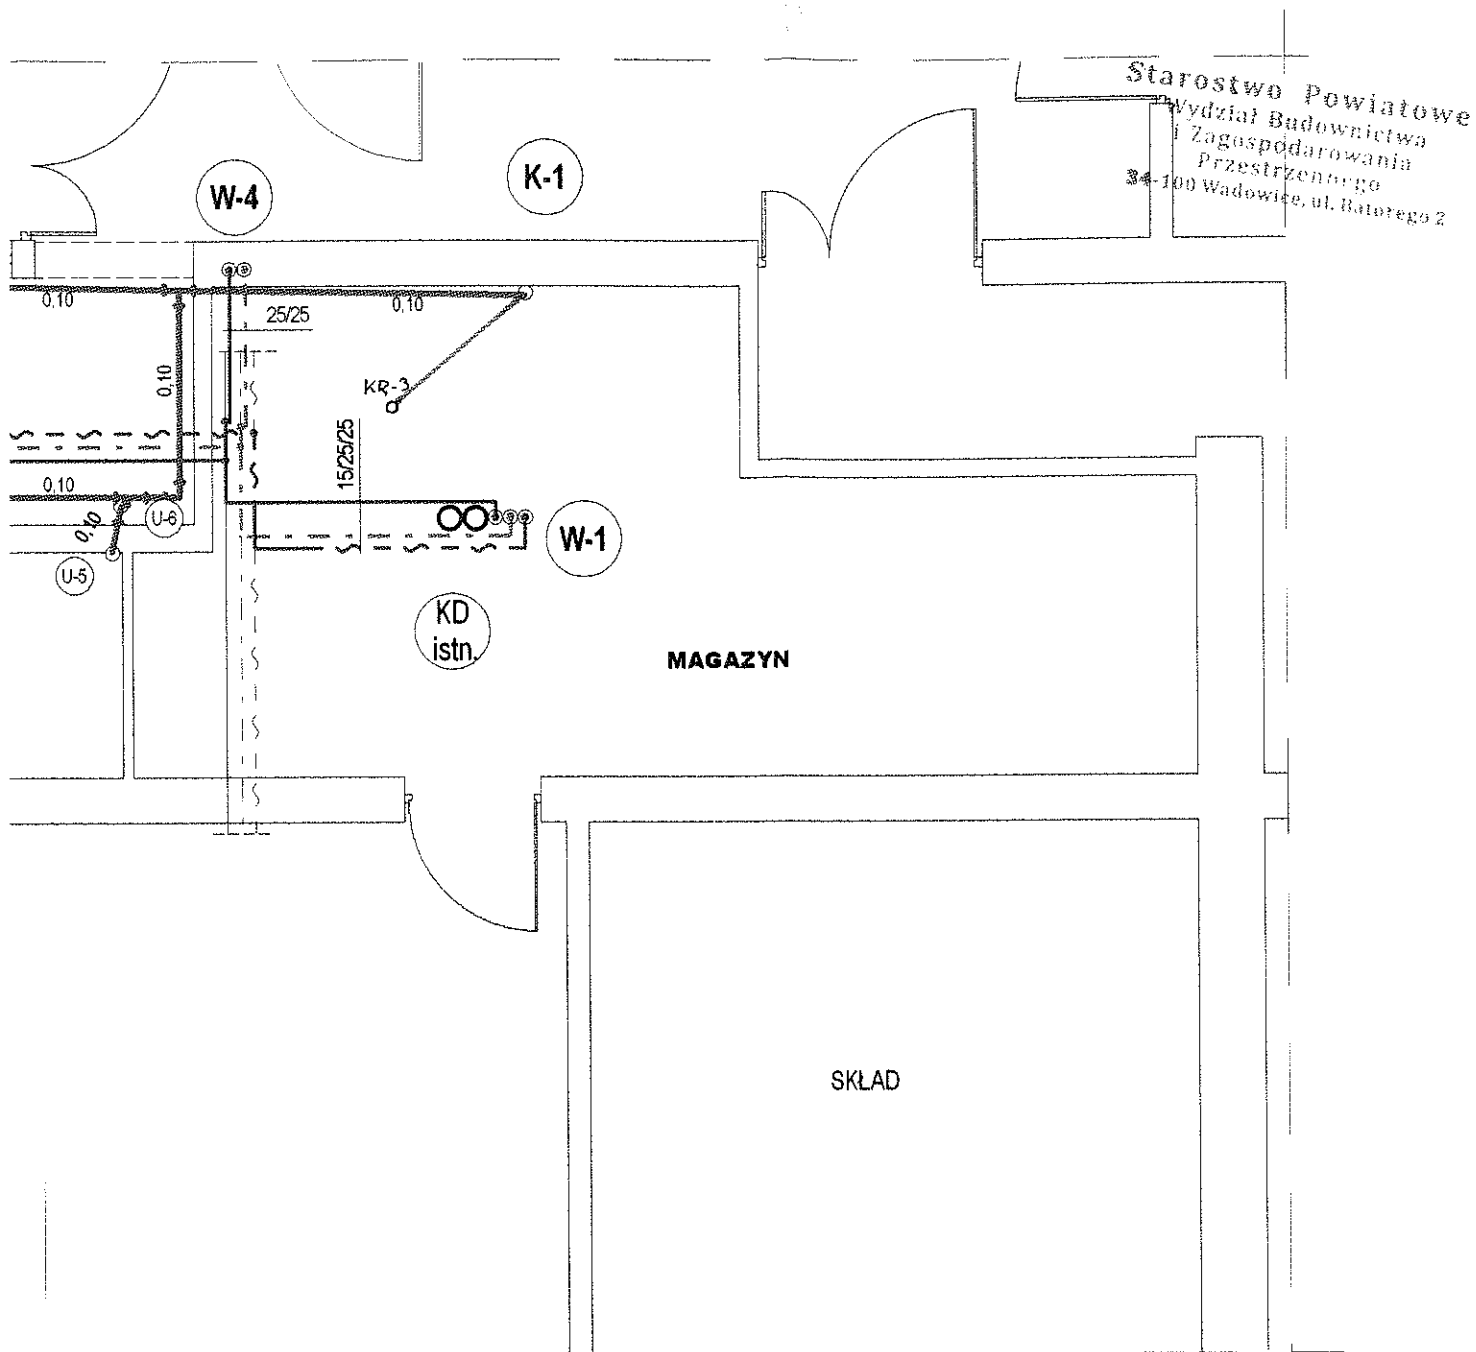 Starostwo Powiatowe
Wydział Budownictwa
i Zagospodarowania
Przestrzennego
34-100 Wadowice, ul. Batorego 2
W-4
K-1
0,10
25/25
0,10
0,10
KR-3
15/25/25
0,10
0,10
U-6
W-1
U-5
KD
istn.
MAGAZYN
SKŁAD